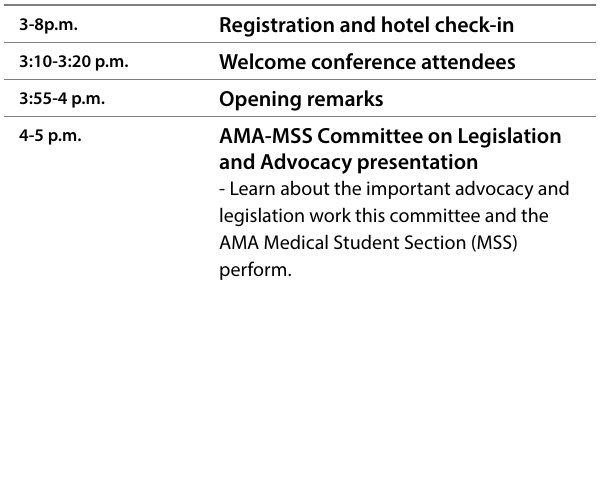 3-8p.m. Registration and hotel check-in
3:10-3:20 p.m. Welcome conference attendees
3:55-4 p.m. Opening remarks
4-5 p.m. AMA-MSS Committee on Legislation
and Advocacy presentation
- Learn about the important advocacy and
legislation work this committee and the
AMA Medical Student Section (MSS)
perform.